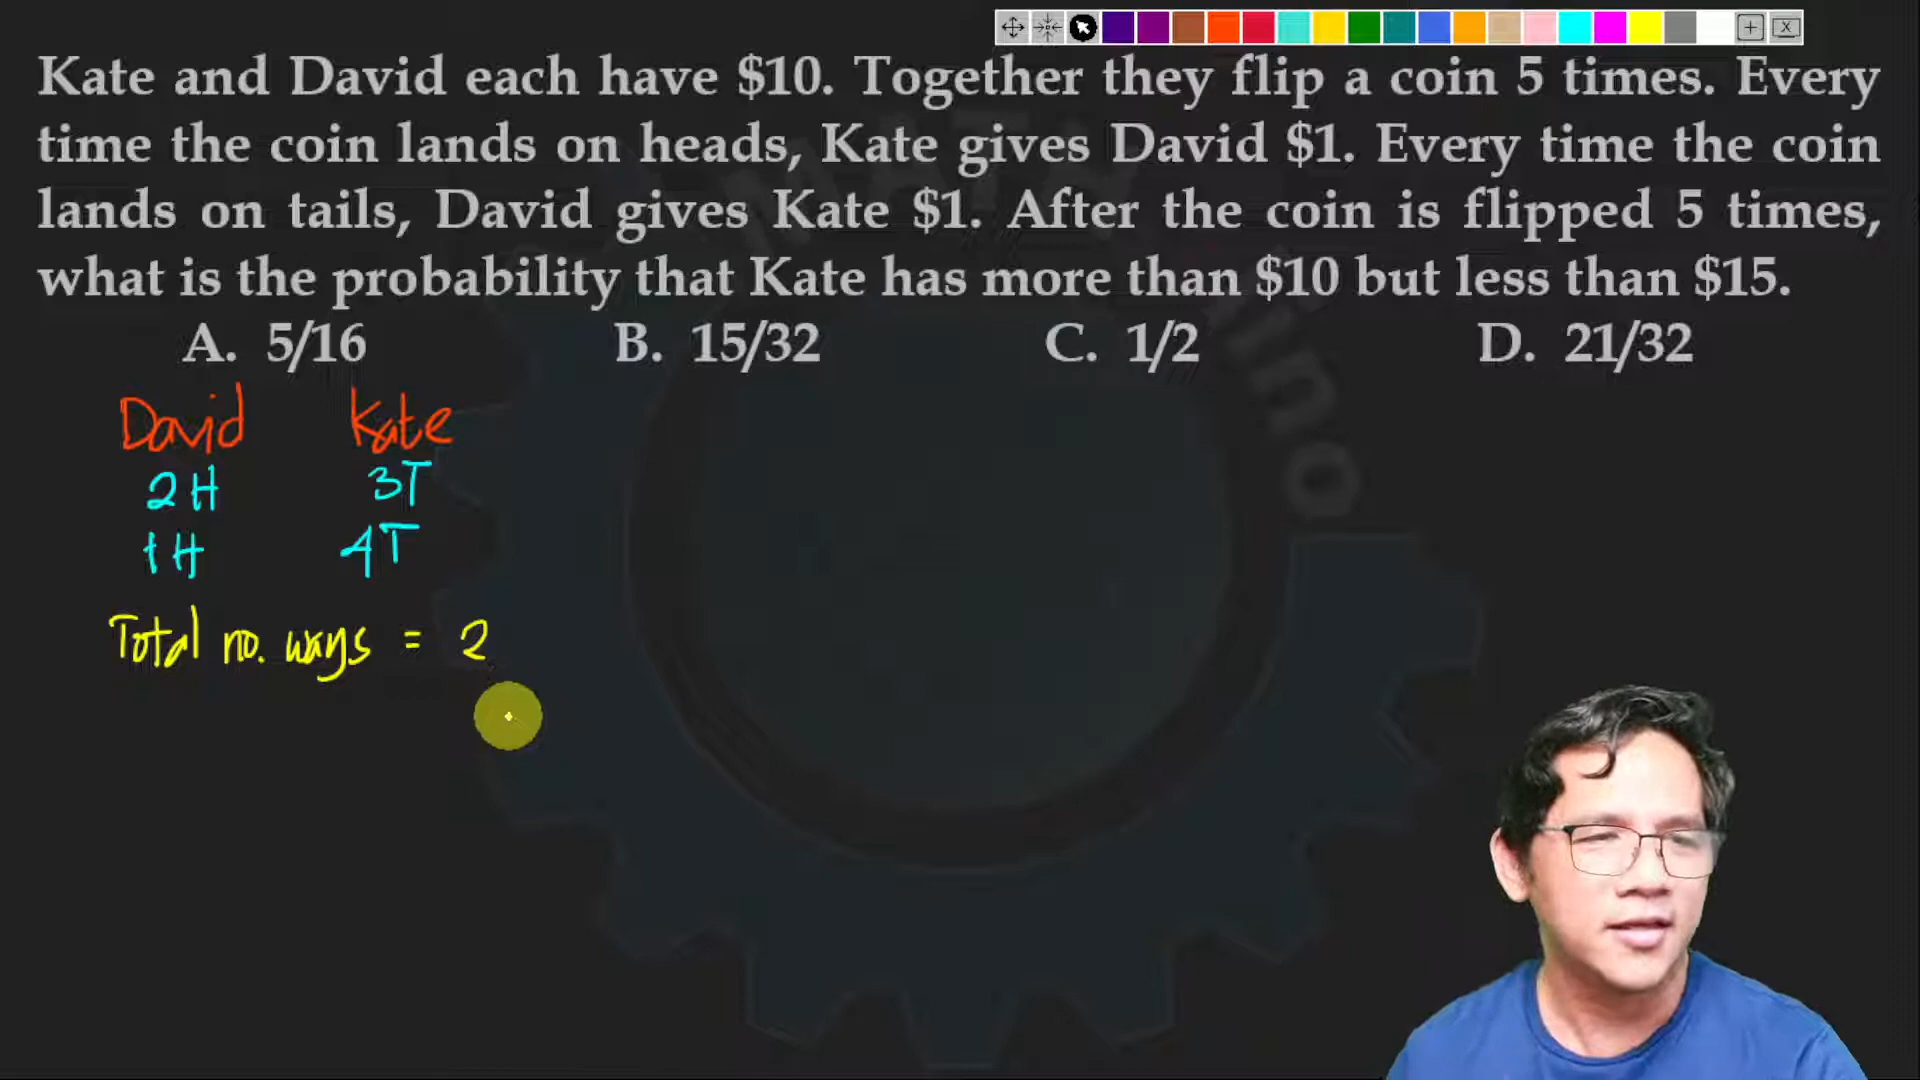 Kate and David each have $10. Together they flip a coin 5 times. Every
time the coin lands on heads, Kate gives David $1. Every time the coin
lands on tails, David gives Kate $1. After the coin is flipped 5 times,
what is the probability that Kate has more than $10 but less than $15.
A. 5/16 B. 15/32 C. 1/2 D. 21/32
David Kate
2H 3T
1H 4T
Total no. ways = 2
MATH
ino